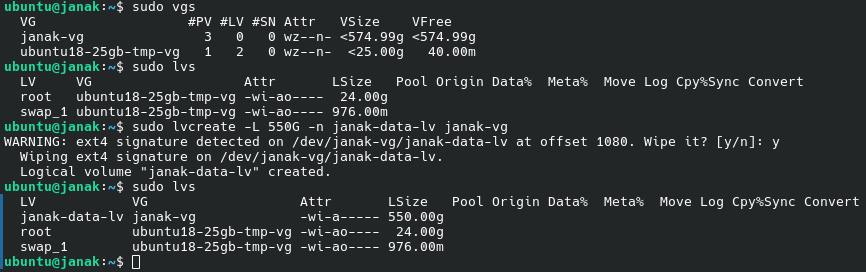 ubuntu@janak:~$ sudo vgs
  VG                   #PV #LV #SN Attr   VSize    VFree
  janak-vg               3   0   0 wz--n- <574.99g <574.99g
  ubuntu18-25gb-tmp-vg   1   2   0 wz--n-  <25.00g   40.00m
ubuntu@janak:~$ sudo lvs
  LV     VG                   Attr       LSize   Pool Origin Data%  Meta%  Move Log Cpy%Sync Convert
  root   ubuntu18-25gb-tmp-vg -wi-ao----  24.00g
  swap_1 ubuntu18-25gb-tmp-vg -wi-ao---- 976.00m
ubuntu@janak:~$ sudo lvcreate -L 550G -n janak-data-lv janak-vg
WARNING: ext4 signature detected on /dev/janak-vg/janak-data-lv at offset 1080. Wipe it? [y/n]: y
  Wiping ext4 signature on /dev/janak-vg/janak-data-lv.
  Logical volume "janak-data-lv" created.
ubuntu@janak:~$ sudo lvs
  LV            VG                   Attr       LSize   Pool Origin Data%  Meta%  Move Log Cpy%Sync Convert
  janak-data-lv janak-vg             -wi-a----- 550.00g
  root          ubuntu18-25gb-tmp-vg -wi-ao----  24.00g
  swap_1        ubuntu18-25gb-tmp-vg -wi-ao---- 976.00m
ubuntu@janak:~$